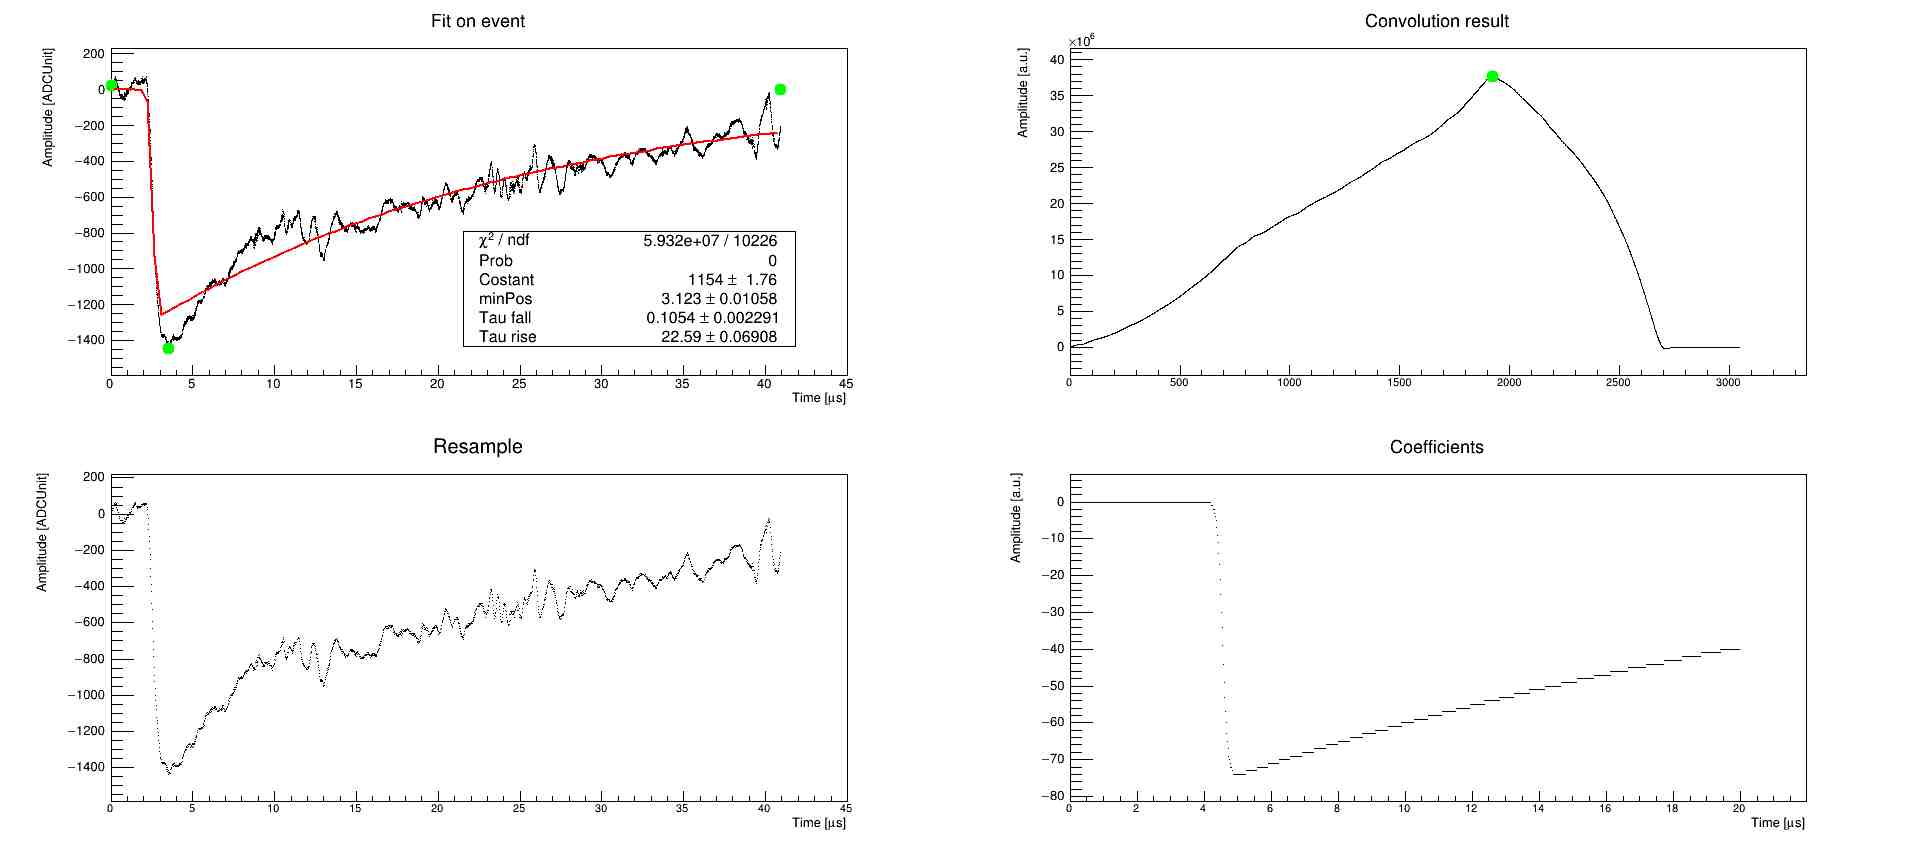 Fit on event
Amplitude [ADCUnit]
200
0
−200
−400
−600
−800
−1000
−1200
−1400
χ² / ndf 5.932e+07 / 10226
Prob 0
Costant 1154 ± 1.76
minPos 3.123 ± 0.01058
Tau fall 0.1054 ± 0.002291
Tau rise 22.59 ± 0.06908
0 5 10 15 20 25 30 35 40 45
Time [μs]
Convolution result
×10⁶
Amplitude [a.u.]
40
35
30
25
20
15
10
5
0
0 500 1000 1500 2000 2500 3000
Resample
Amplitude [ADCUnit]
200
0
−200
−400
−600
−800
−1000
−1200
−1400
0 5 10 15 20 25 30 35 40 45
Time [μs]
Coefficients
Amplitude [a.u.]
0
−10
−20
−30
−40
−50
−60
−70
−80
0 2 4 6 8 10 12 14 16 18 20
Time [μs]